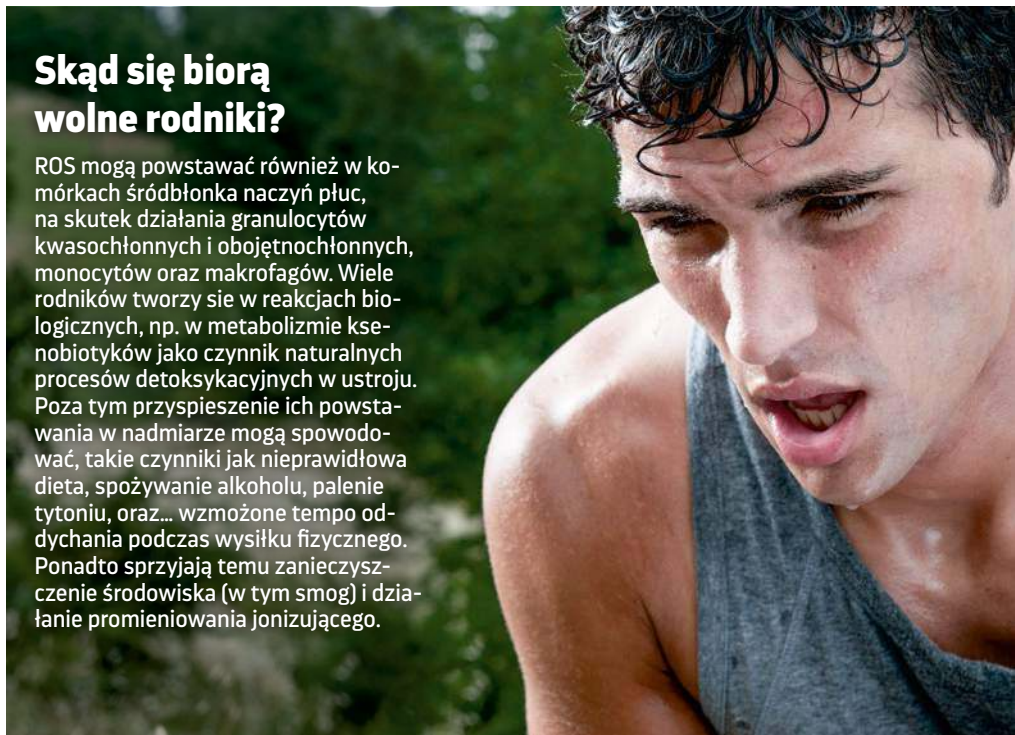 Skąd się biorą
wolne rodniki?
ROS mogą powstawać również w ko-
mórkach śródbłonka naczyń płuc,
na skutek działania granulocytów
kwasochłonnych i obojętnochłonnych,
monocytów oraz makrofagów. Wiele
rodników tworzy sie w reakcjach bio-
logicznych, np. w metabolizmie kse-
nobiotyków jako czynnik naturalnych
procesów detoksykacyjnych w ustroju.
Poza tym przyspieszenie ich powsta-
wania w nadmiarze mogą spowodo-
wać, takie czynniki jak nieprawidłowa
dieta, spożywanie alkoholu, palenie
tytoniu, oraz... wzmożone tempo od-
dychania podczas wysiłku fizycznego.
Ponadto sprzyjają temu zanieczysz-
czenie środowiska (w tym smog) i dzia-
łanie promieniowania jonizującego.